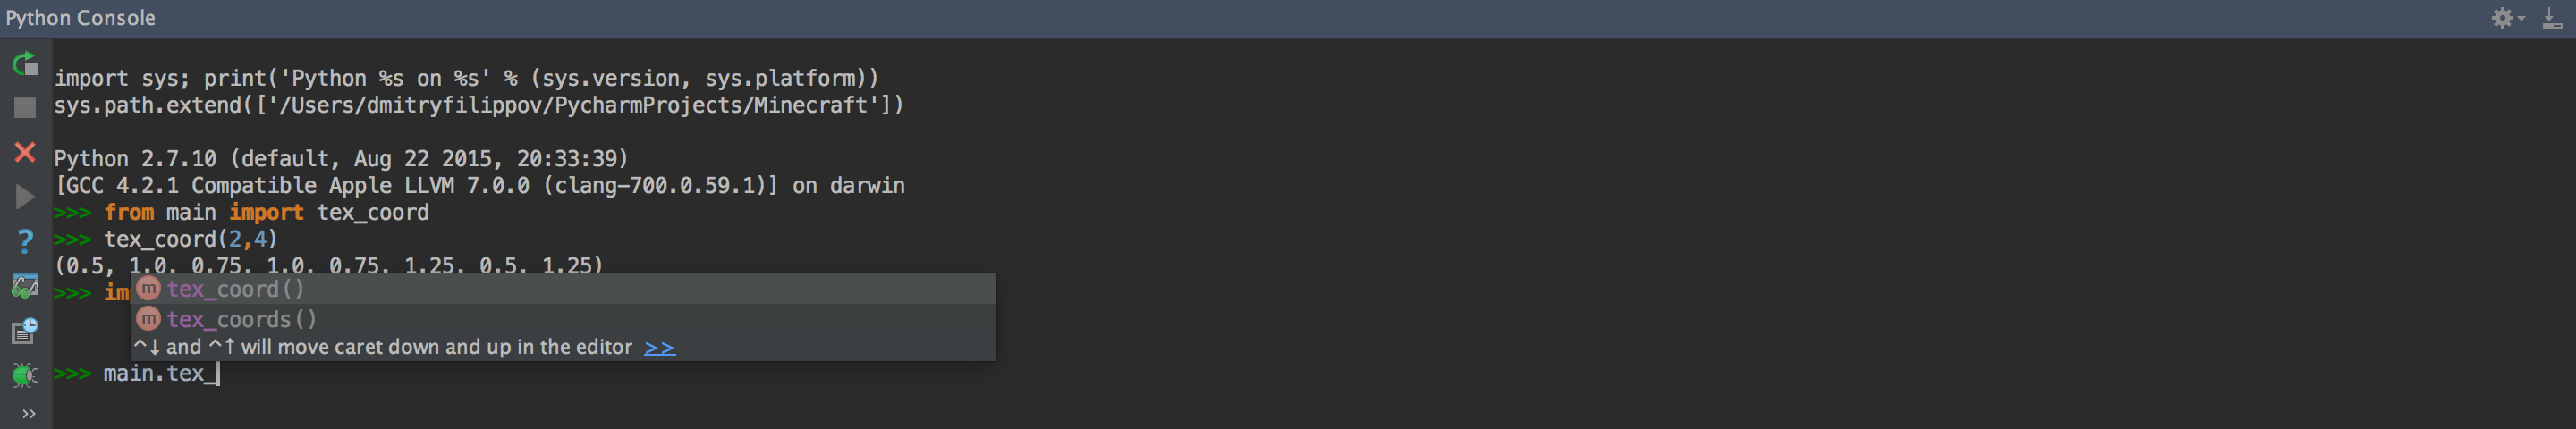 Python Console
import sys; print('Python %s on %s' % (sys.version, sys.platform))
sys.path.extend(['/Users/dmitryfilippov/PycharmProjects/Minecraft'])
Python 2.7.10 (default, Aug 22 2015, 20:33:39)
[GCC 4.2.1 Compatible Apple LLVM 7.0.0 (clang-700.0.59.1)] on darwin
>>> from main import tex_coord
>>> tex_coord(2,4)
(0.5, 1.0, 0.75, 1.0, 0.75, 1.25, 0.5, 1.25)
>>> im
m tex_coord()
m tex_coords()
^↓ and ^↑ will move caret down and up in the editor >>
>>> main.tex_